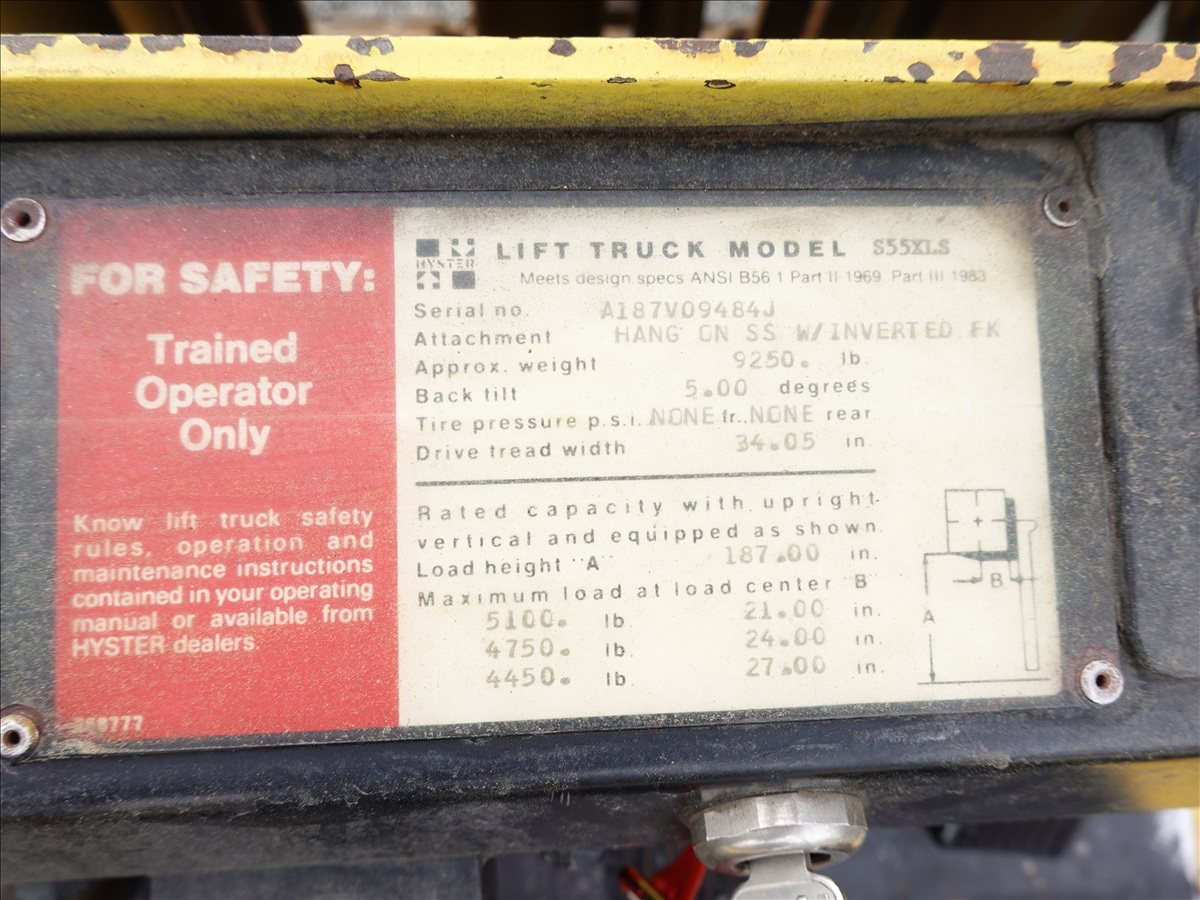 FOR SAFETY:
Trained
Operator
Only
Know lift truck safety
rules, operation and
maintenance instructions
contained in your operating
manual or available from
HYSTER dealers.
HYSTER
LIFT TRUCK MODEL S55XLS
Meets design specs ANSI B56 1 Part II 1969 Part III 1983
Serial no. A187V09484J
Attachment HANG ON SS W/INVERTED FK
Approx. weight 9250. lb.
Back tilt 5.00 degrees
Tire pressure p.s.i. NONE fr. NONE rear
Drive tread width 34.05 in.
Rated capacity with upright
vertical and equipped as shown.
Load height "A" 187.00 in.
Maximum load at load center B
5100. lb. 21.00 in.
4750. lb. 24.00 in.
4450. lb. 27.00 in.
B
A